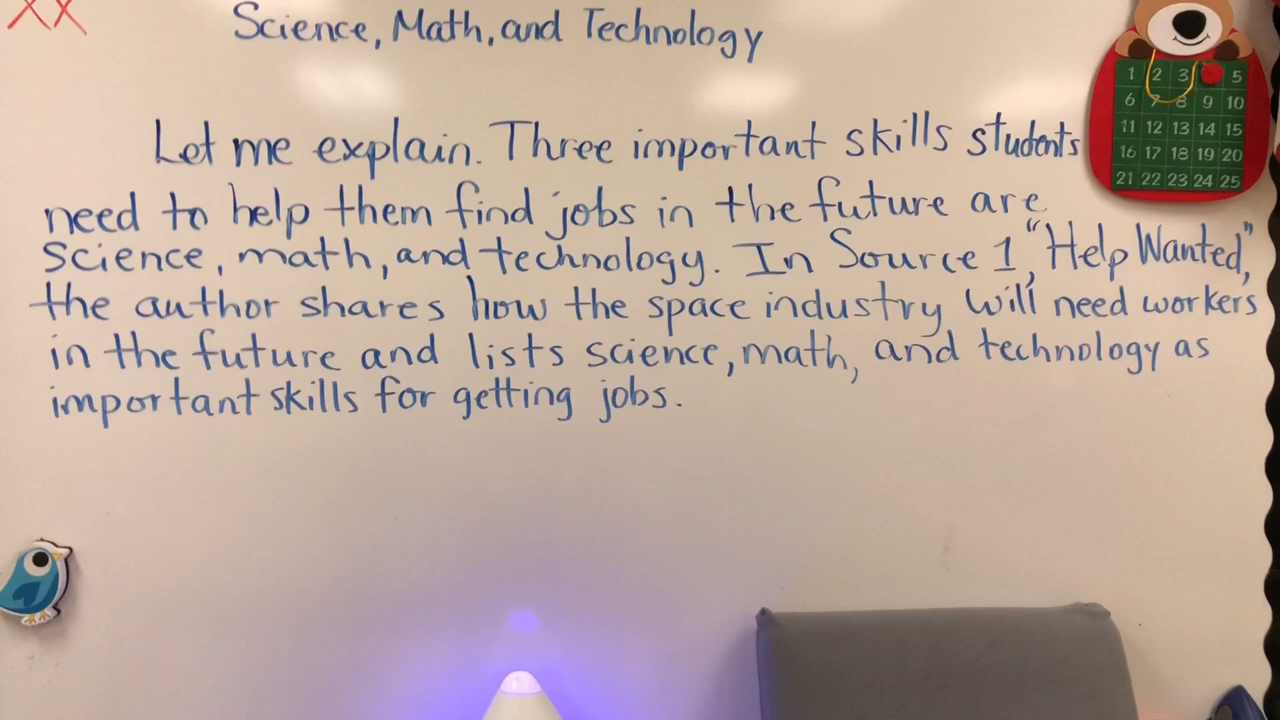 XX
Science, Math, and Technology
Let me explain. Three important skills students
need to help them find jobs in the future are
science, math, and technology. In Source 1, "Help Wanted,"
the author shares how the space industry will need workers
in the future and lists science, math, and technology as
important skills for getting jobs.
1 2 3 5
6 7 8 9 10
11 12 13 14 15
16 17 18 19 20
21 22 23 24 25